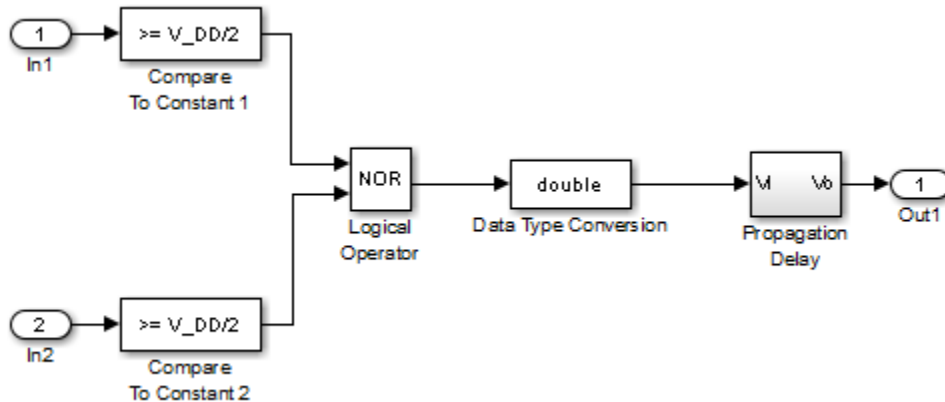 1
In1
>= V_DD/2
Compare
To Constant 1
NOR
Logical
Operator
double
Data Type Conversion
Vi
Vo
Propagation
Delay
1
Out1
2
In2
>= V_DD/2
Compare
To Constant 2